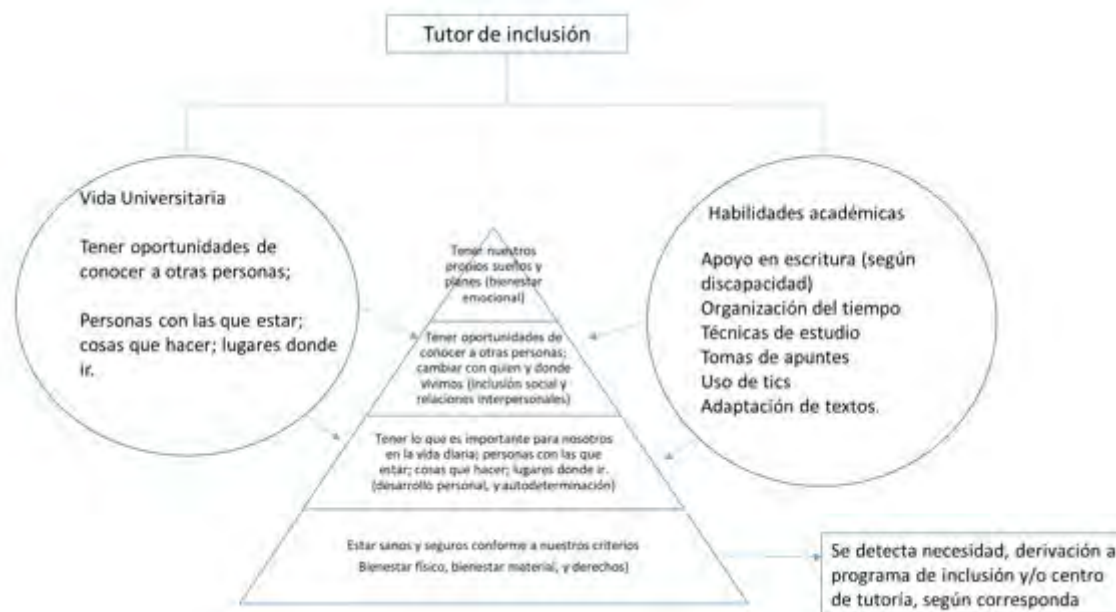 Tutor de inclusión
Vida Universitaria
Tener oportunidades de
conocer a otras personas;
Personas con las que estar;
cosas que hacer; lugares donde
ir.
Tener nuestros
propios sueños y
planes (bienestar
emocional)
Tener oportunidades de
conocer a otras personas;
cambiar con quien y donde
vivimos (inclusión social y
relaciones interpersonales)
Tener lo que es importante para nosotros
en la vida diaria; personas con las que
estar; cosas que hacer; lugares donde ir.
(desarrollo personal, y autodeterminación)
Estar sanos y seguros conforme a nuestros criterios
Bienestar físico, bienestar material, y derechos)
Habilidades académicas
Apoyo en escritura (según
discapacidad)
Organización del tiempo
Técnicas de estudio
Tomas de apuntes
Uso de tics
Adaptación de textos.
Se detecta necesidad, derivación a
programa de inclusión y/o centro
de tutoría, según corresponda